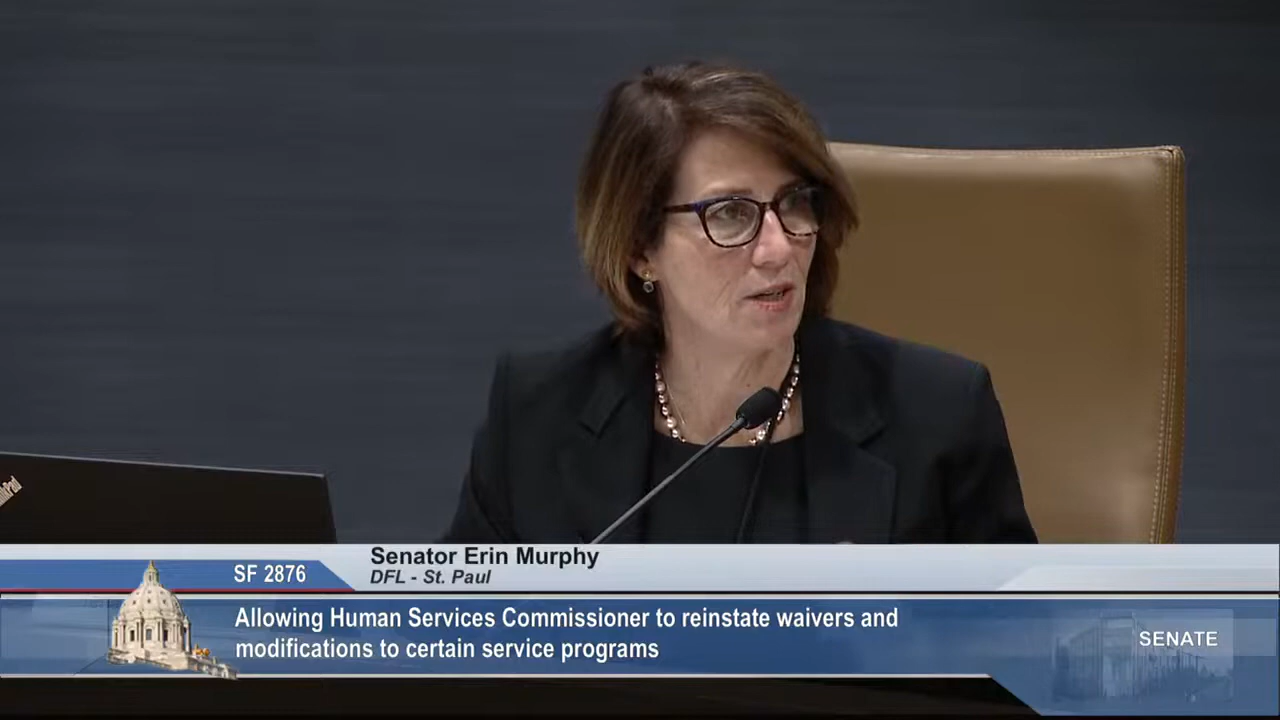 SF 2876
Senator Erin Murphy
DFL - St. Paul
Allowing Human Services Commissioner to reinstate waivers and
modifications to certain service programs
SENATE